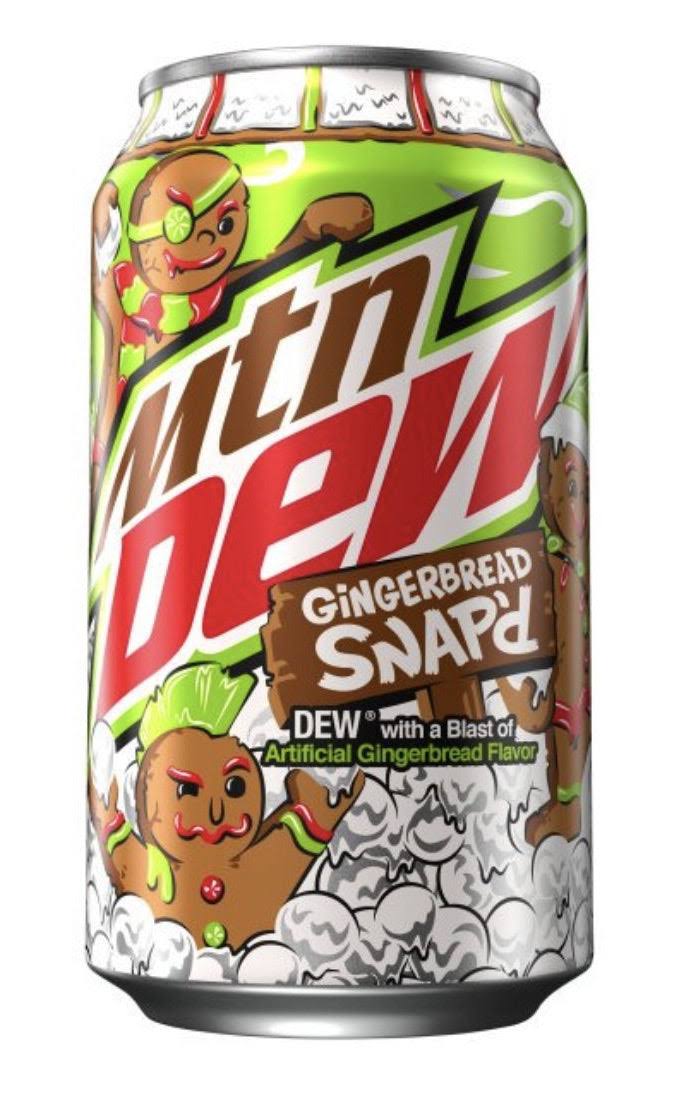 Mtn
Dew
GiNGERBREAD
SNAP'd
DEW® with a Blast of
Artificial Gingerbread Flavor